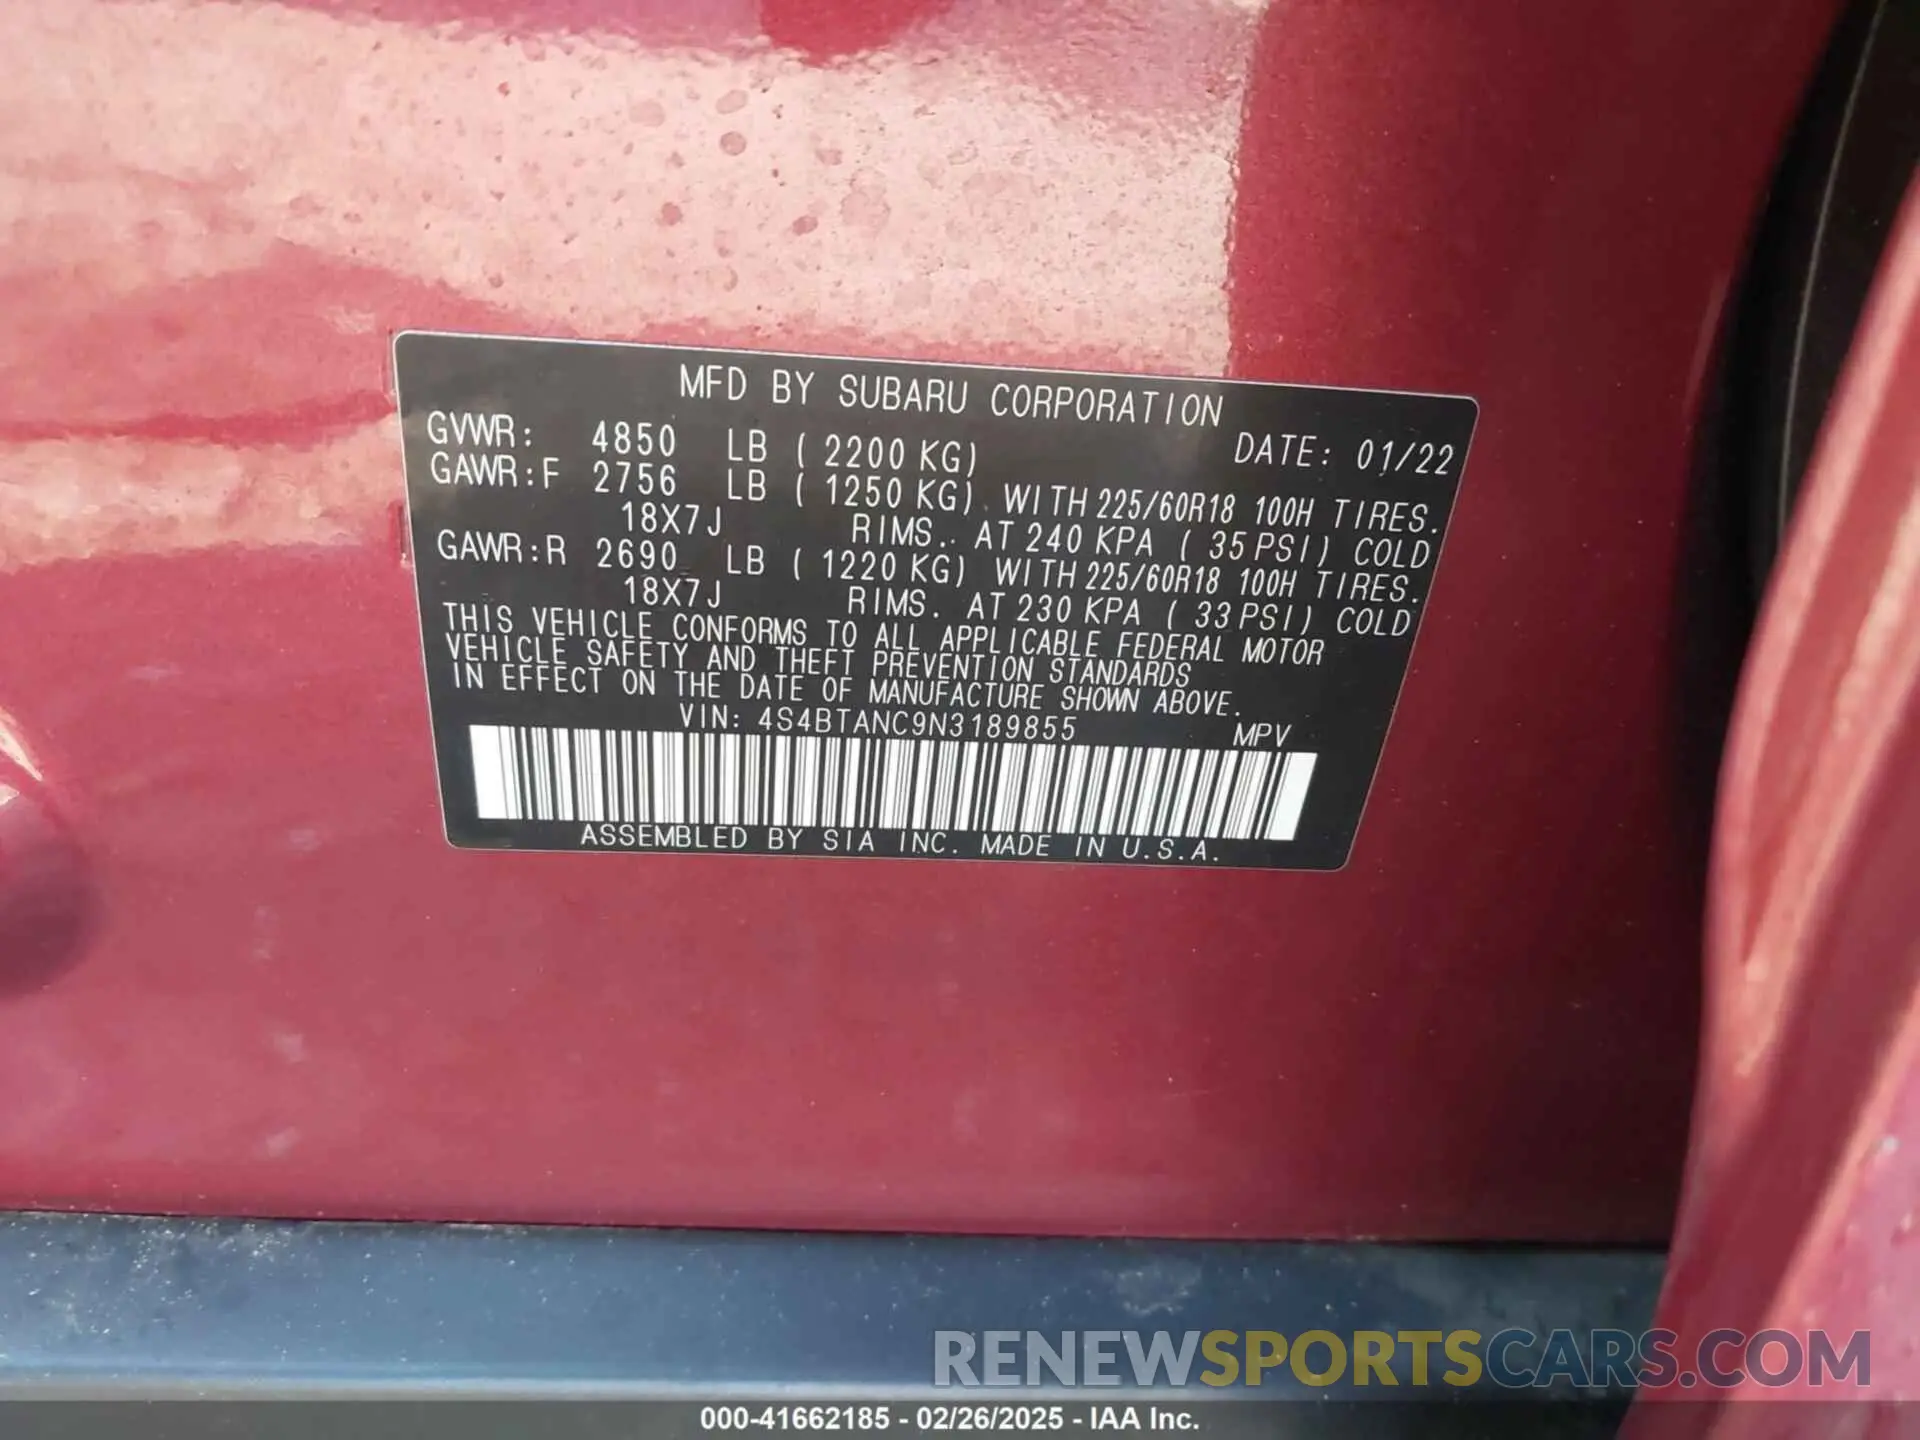 MFD BY SUBARU CORPORATION
GVWR: 4850 LB ( 2200 KG) DATE: 01/22
GAWR:F 2756 LB ( 1250 KG) WITH 225/60R18 100H TIRES.
18X7J RIMS. AT 240 KPA ( 35 PSI) COLD
GAWR:R 2690 LB ( 1220 KG) WITH 225/60R18 100H TIRES.
18X7J RIMS. AT 230 KPA ( 33 PSI) COLD
THIS VEHICLE CONFORMS TO ALL APPLICABLE FEDERAL MOTOR
VEHICLE SAFETY AND THEFT PREVENTION STANDARDS
IN EFFECT ON THE DATE OF MANUFACTURE SHOWN ABOVE.
VIN: 4S4BTANC9N3189855 MPV
ASSEMBLED BY SIA INC. MADE IN U.S.A.
RENEWSPORTSCARS.COM
000-41662185 - 02/26/2025 - IAA Inc.